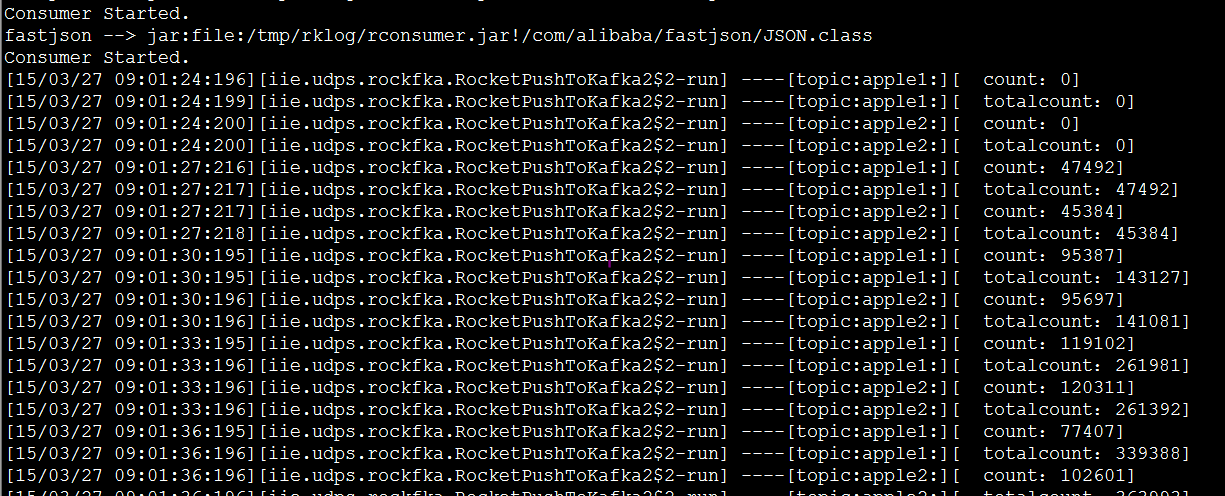 Consumer Started.
fastjson --> jar:file:/tmp/rklog/rconsumer.jar!/com/alibaba/fastjson/JSON.class
Consumer Started.
[15/03/27 09:01:24:196][iie.udps.rockfka.RocketPushToKafka2$2-run] ----[topic:apple1:][  count：0]
[15/03/27 09:01:24:199][iie.udps.rockfka.RocketPushToKafka2$2-run] ----[topic:apple1:][  totalcount：0]
[15/03/27 09:01:24:200][iie.udps.rockfka.RocketPushToKafka2$2-run] ----[topic:apple2:][  count：0]
[15/03/27 09:01:24:200][iie.udps.rockfka.RocketPushToKafka2$2-run] ----[topic:apple2:][  totalcount：0]
[15/03/27 09:01:27:216][iie.udps.rockfka.RocketPushToKafka2$2-run] ----[topic:apple1:][  count：47492]
[15/03/27 09:01:27:217][iie.udps.rockfka.RocketPushToKafka2$2-run] ----[topic:apple1:][  totalcount：47492]
[15/03/27 09:01:27:217][iie.udps.rockfka.RocketPushToKafka2$2-run] ----[topic:apple2:][  count：45384]
[15/03/27 09:01:27:218][iie.udps.rockfka.RocketPushToKafka2$2-run] ----[topic:apple2:][  totalcount：45384]
[15/03/27 09:01:30:195][iie.udps.rockfka.RocketPushToKafka2$2-run] ----[topic:apple1:][  count：95387]
[15/03/27 09:01:30:195][iie.udps.rockfka.RocketPushToKafka2$2-run] ----[topic:apple1:][  totalcount：143127]
[15/03/27 09:01:30:196][iie.udps.rockfka.RocketPushToKafka2$2-run] ----[topic:apple2:][  count：95697]
[15/03/27 09:01:30:196][iie.udps.rockfka.RocketPushToKafka2$2-run] ----[topic:apple2:][  totalcount：141081]
[15/03/27 09:01:33:195][iie.udps.rockfka.RocketPushToKafka2$2-run] ----[topic:apple1:][  count：119102]
[15/03/27 09:01:33:196][iie.udps.rockfka.RocketPushToKafka2$2-run] ----[topic:apple1:][  totalcount：261981]
[15/03/27 09:01:33:196][iie.udps.rockfka.RocketPushToKafka2$2-run] ----[topic:apple2:][  count：120311]
[15/03/27 09:01:33:196][iie.udps.rockfka.RocketPushToKafka2$2-run] ----[topic:apple2:][  totalcount：261392]
[15/03/27 09:01:36:195][iie.udps.rockfka.RocketPushToKafka2$2-run] ----[topic:apple1:][  count：77407]
[15/03/27 09:01:36:196][iie.udps.rockfka.RocketPushToKafka2$2-run] ----[topic:apple1:][  totalcount：339388]
[15/03/27 09:01:36:196][iie.udps.rockfka.RocketPushToKafka2$2-run] ----[topic:apple2:][  count：102601]